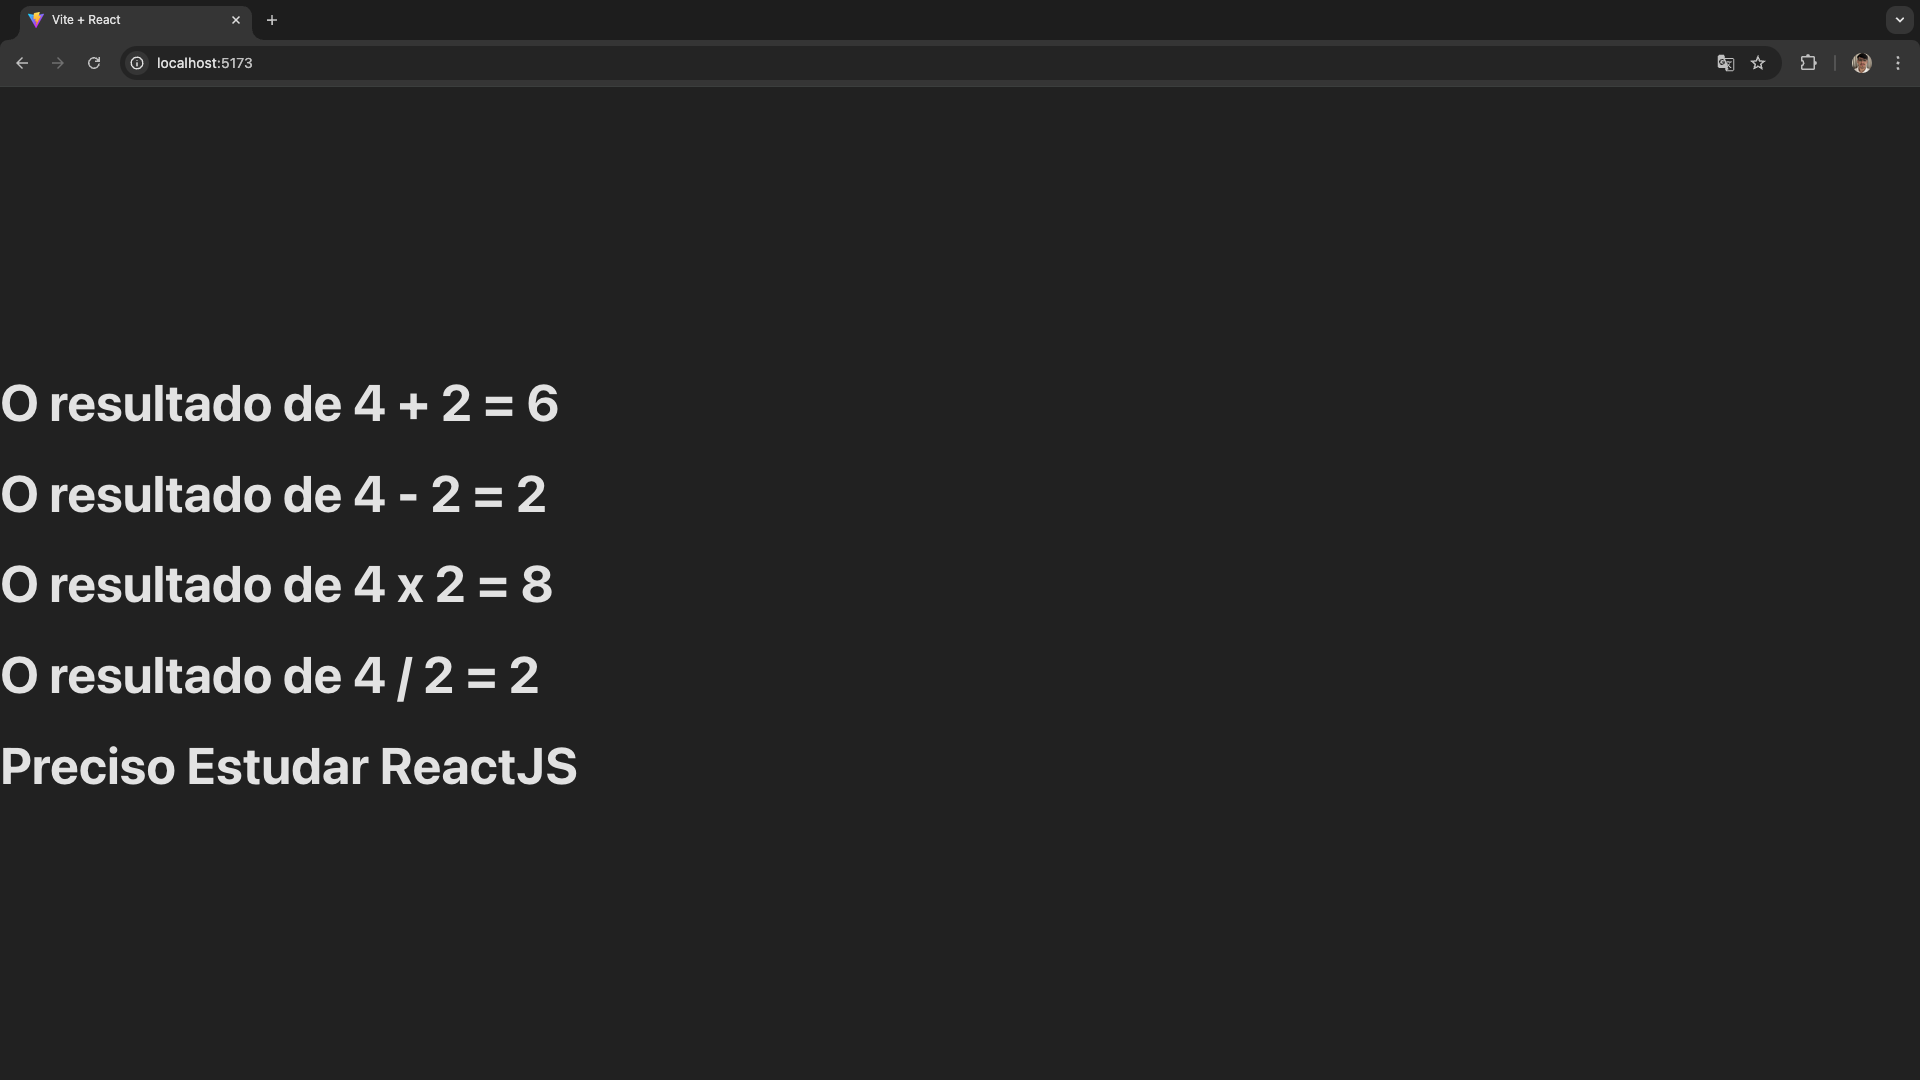 Vite + React
localhost:5173
O resultado de 4 + 2 = 6
O resultado de 4 - 2 = 2
O resultado de 4 x 2 = 8
O resultado de 4 / 2 = 2
Preciso Estudar ReactJS